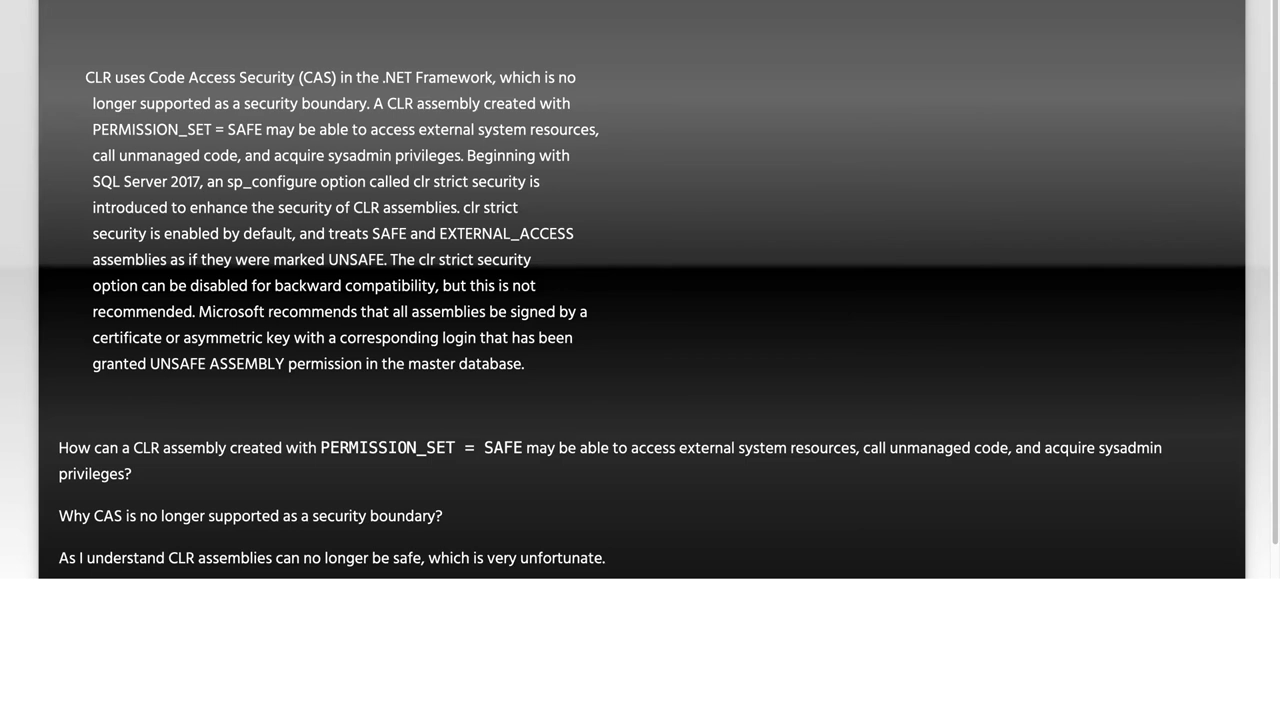 CLR uses Code Access Security (CAS) in the .NET Framework, which is no
longer supported as a security boundary. A CLR assembly created with
PERMISSION_SET = SAFE may be able to access external system resources,
call unmanaged code, and acquire sysadmin privileges. Beginning with
SQL Server 2017, an sp_configure option called clr strict security is
introduced to enhance the security of CLR assemblies. clr strict
security is enabled by default, and treats SAFE and EXTERNAL_ACCESS
assemblies as if they were marked UNSAFE. The clr strict security
option can be disabled for backward compatibility, but this is not
recommended. Microsoft recommends that all assemblies be signed by a
certificate or asymmetric key with a corresponding login that has been
granted UNSAFE ASSEMBLY permission in the master database.
How can a CLR assembly created with PERMISSION_SET = SAFE may be able to access external system resources, call unmanaged code, and acquire sysadmin
privileges?
Why CAS is no longer supported as a security boundary?
As I understand CLR assemblies can no longer be safe, which is very unfortunate.